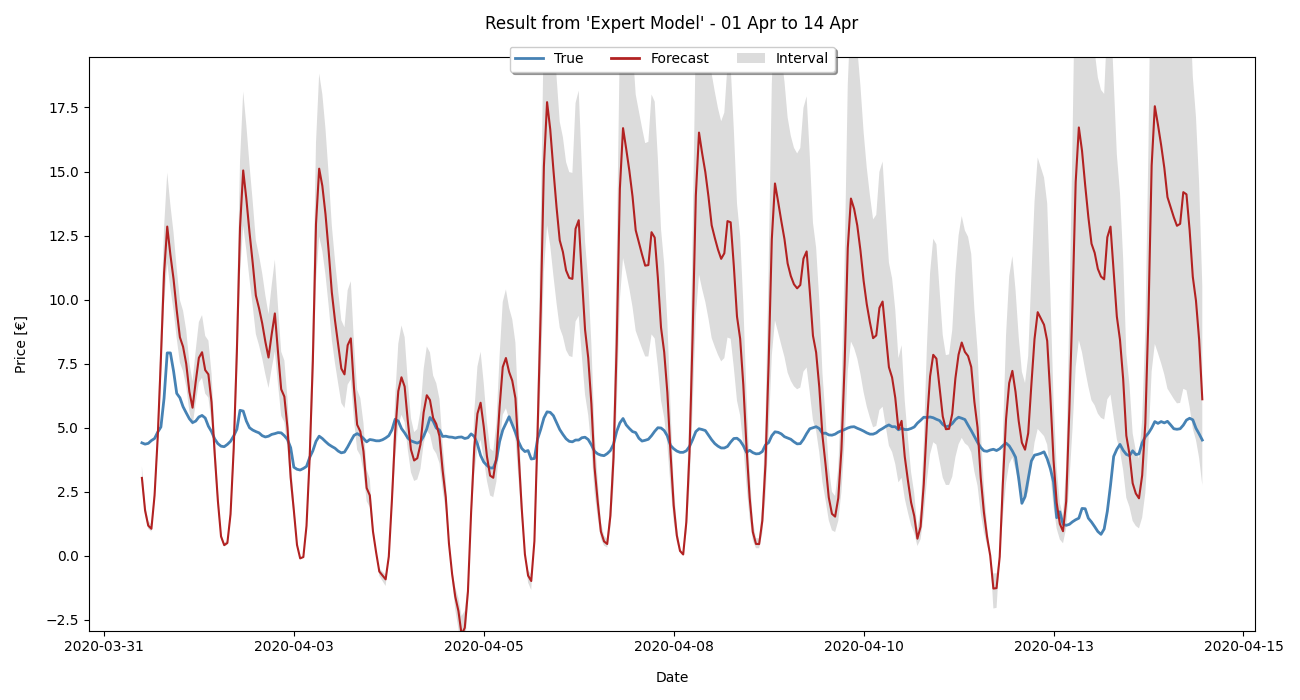 Result from 'Expert Model' - 01 Apr to 14 Apr
True
Forecast
Interval
Price [€]
17.5
15.0
12.5
10.0
7.5
5.0
2.5
0.0
−2.5
2020-03-31
2020-04-03
2020-04-05
2020-04-08
2020-04-10
2020-04-13
2020-04-15
Date